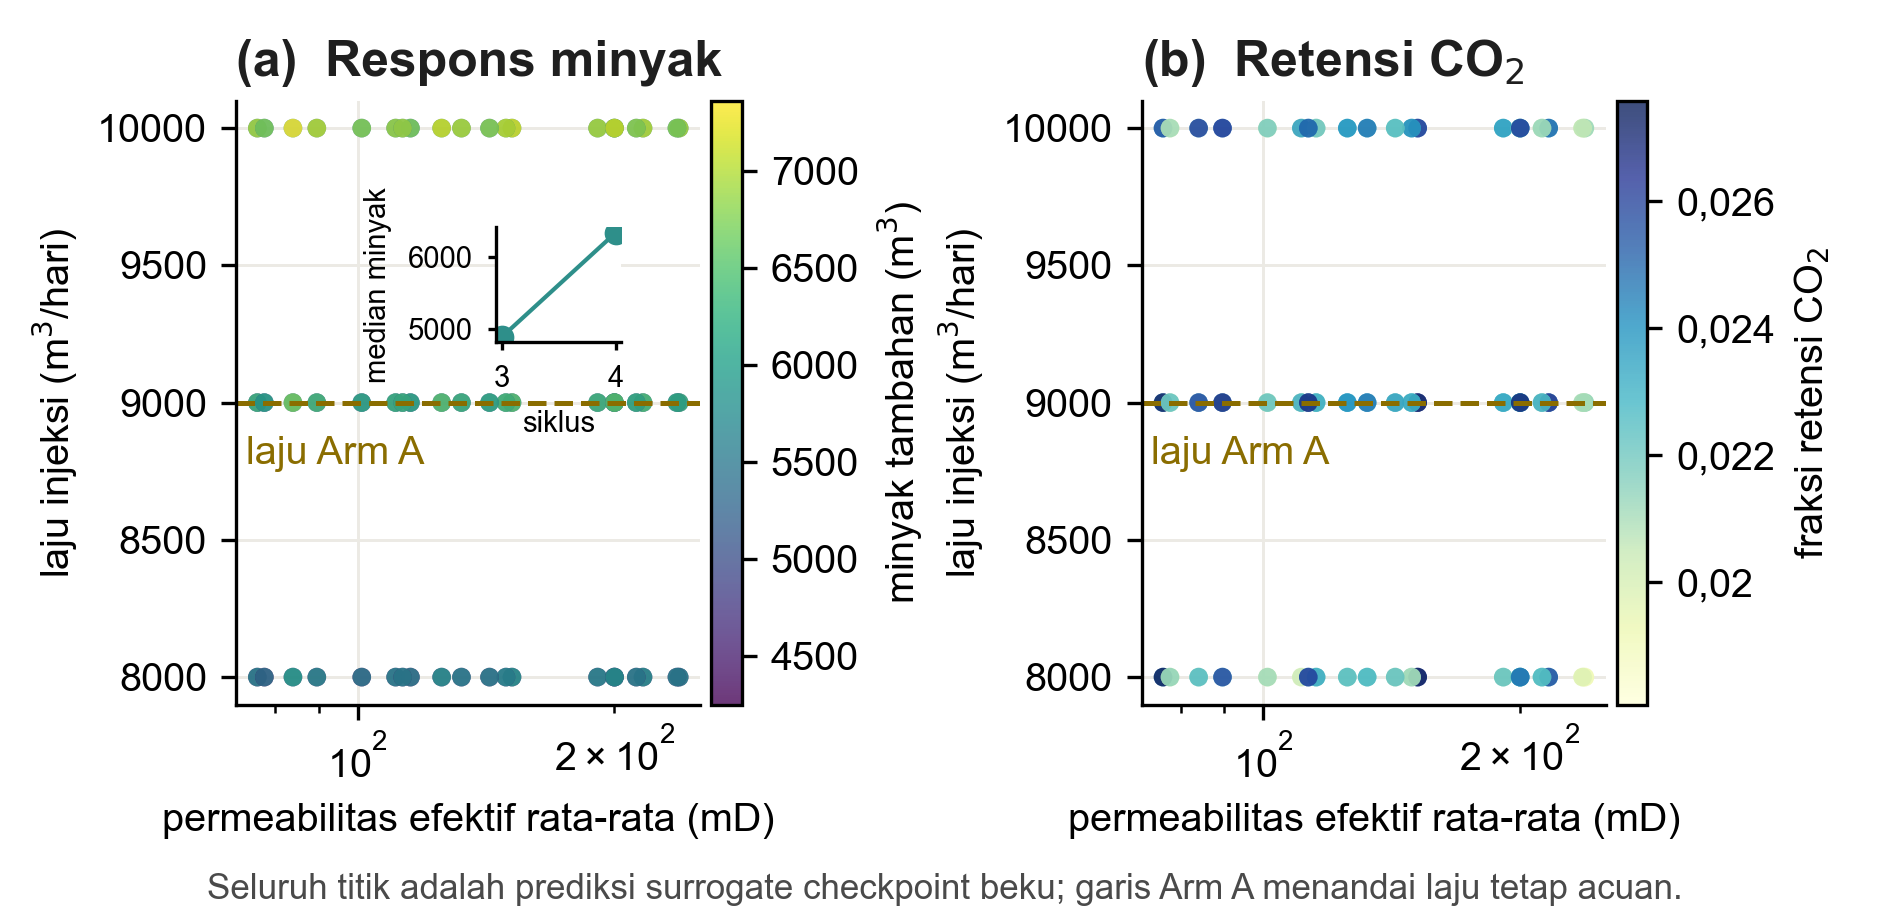 (a) Respons minyak
laju injeksi (m³/hari)
10000
9500
9000
8500
8000
median minyak
6000
5000
3
4
siklus
laju Arm A
10²
2 × 10²
permeabilitas efektif rata-rata (mD)
7000
6500
6000
5500
5000
4500
minyak tambahan (m³)
(b) Retensi CO₂
laju injeksi (m³/hari)
10000
9500
9000
8500
8000
laju Arm A
10²
2 × 10²
permeabilitas efektif rata-rata (mD)
0,026
0,024
0,022
0,02
fraksi retensi CO₂
Seluruh titik adalah prediksi surrogate checkpoint beku; garis Arm A menandai laju tetap acuan.